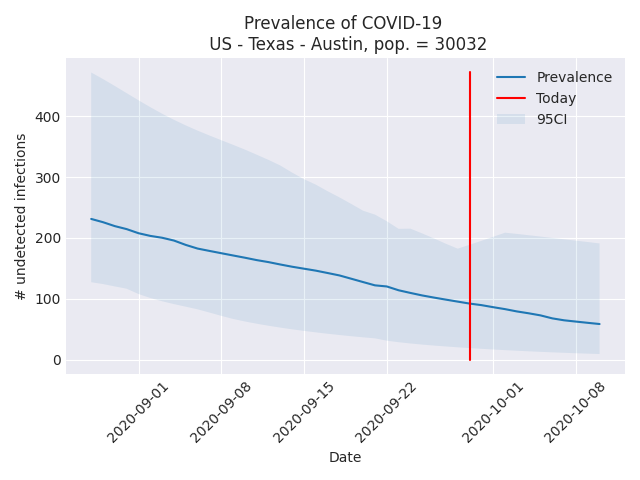 Prevalence of COVID-19
US - Texas - Austin, pop. = 30032
Prevalence
Today
95CI
# undetected infections
400
300
200
100
0
2020-09-01
2020-09-08
2020-09-15
2020-09-22
2020-10-01
2020-10-08
Date